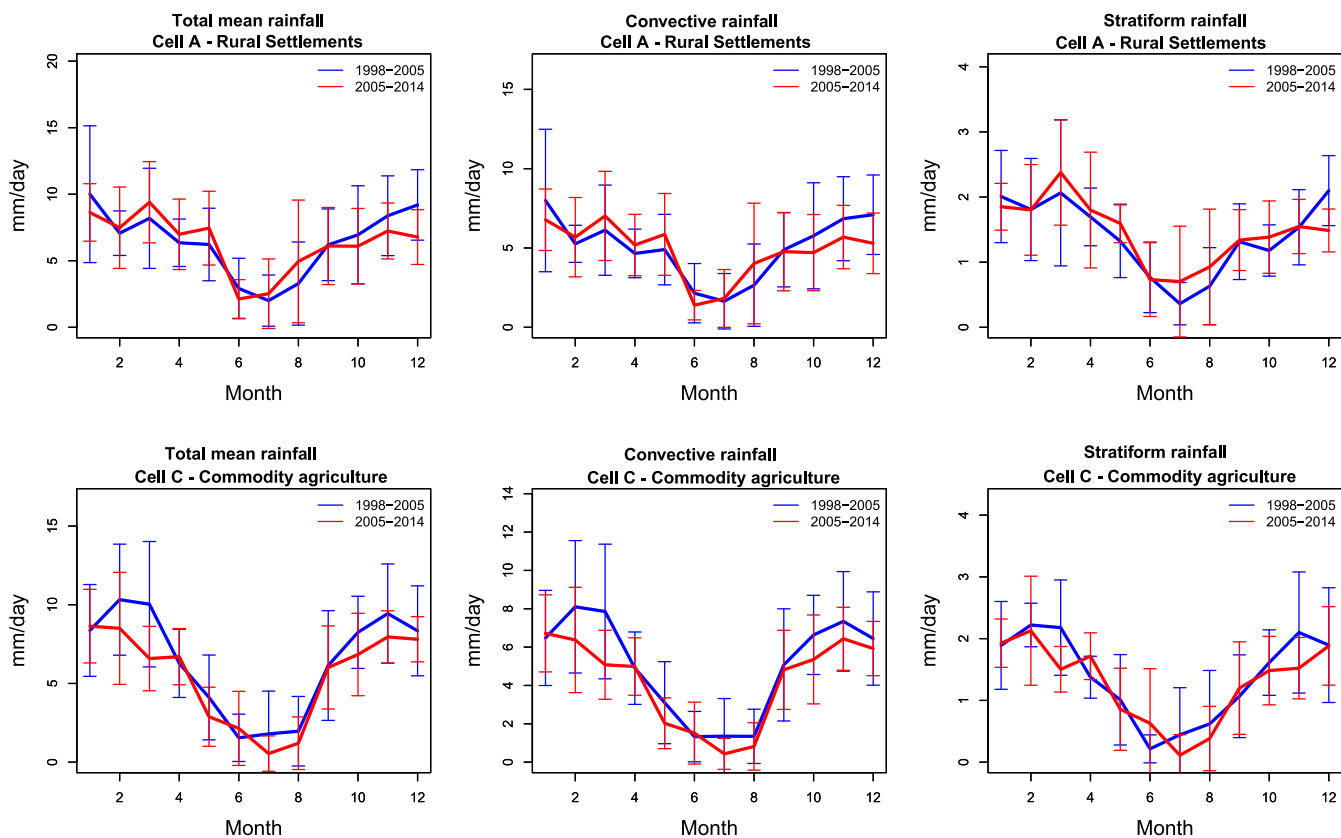 Total mean rainfall
Cell A - Rural Settlements
1998−2005
2005−2014
mm/day
20
15
10
5
0
2 4 6 8 10 12
Month
Convective rainfall
Cell A - Rural Settlements
1998−2005
2005−2014
mm/day
15
10
5
0
2 4 6 8 10 12
Month
Stratiform rainfall
Cell A - Rural Settlements
1998−2005
2005−2014
mm/day
4
3
2
1
0
2 4 6 8 10 12
Month
Total mean rainfall
Cell C - Commodity agriculture
1998−2005
2005−2014
mm/day
15
10
5
0
2 4 6 8 10 12
Month
Convective rainfall
Cell C - Commodity agriculture
1998−2005
2005−2014
mm/day
14
12
10
8
6
4
2
0
2 4 6 8 10 12
Month
Stratiform rainfall
Cell C - Commodity agriculture
1998−2005
2005−2014
mm/day
4
3
2
1
0
2 4 6 8 10 12
Month